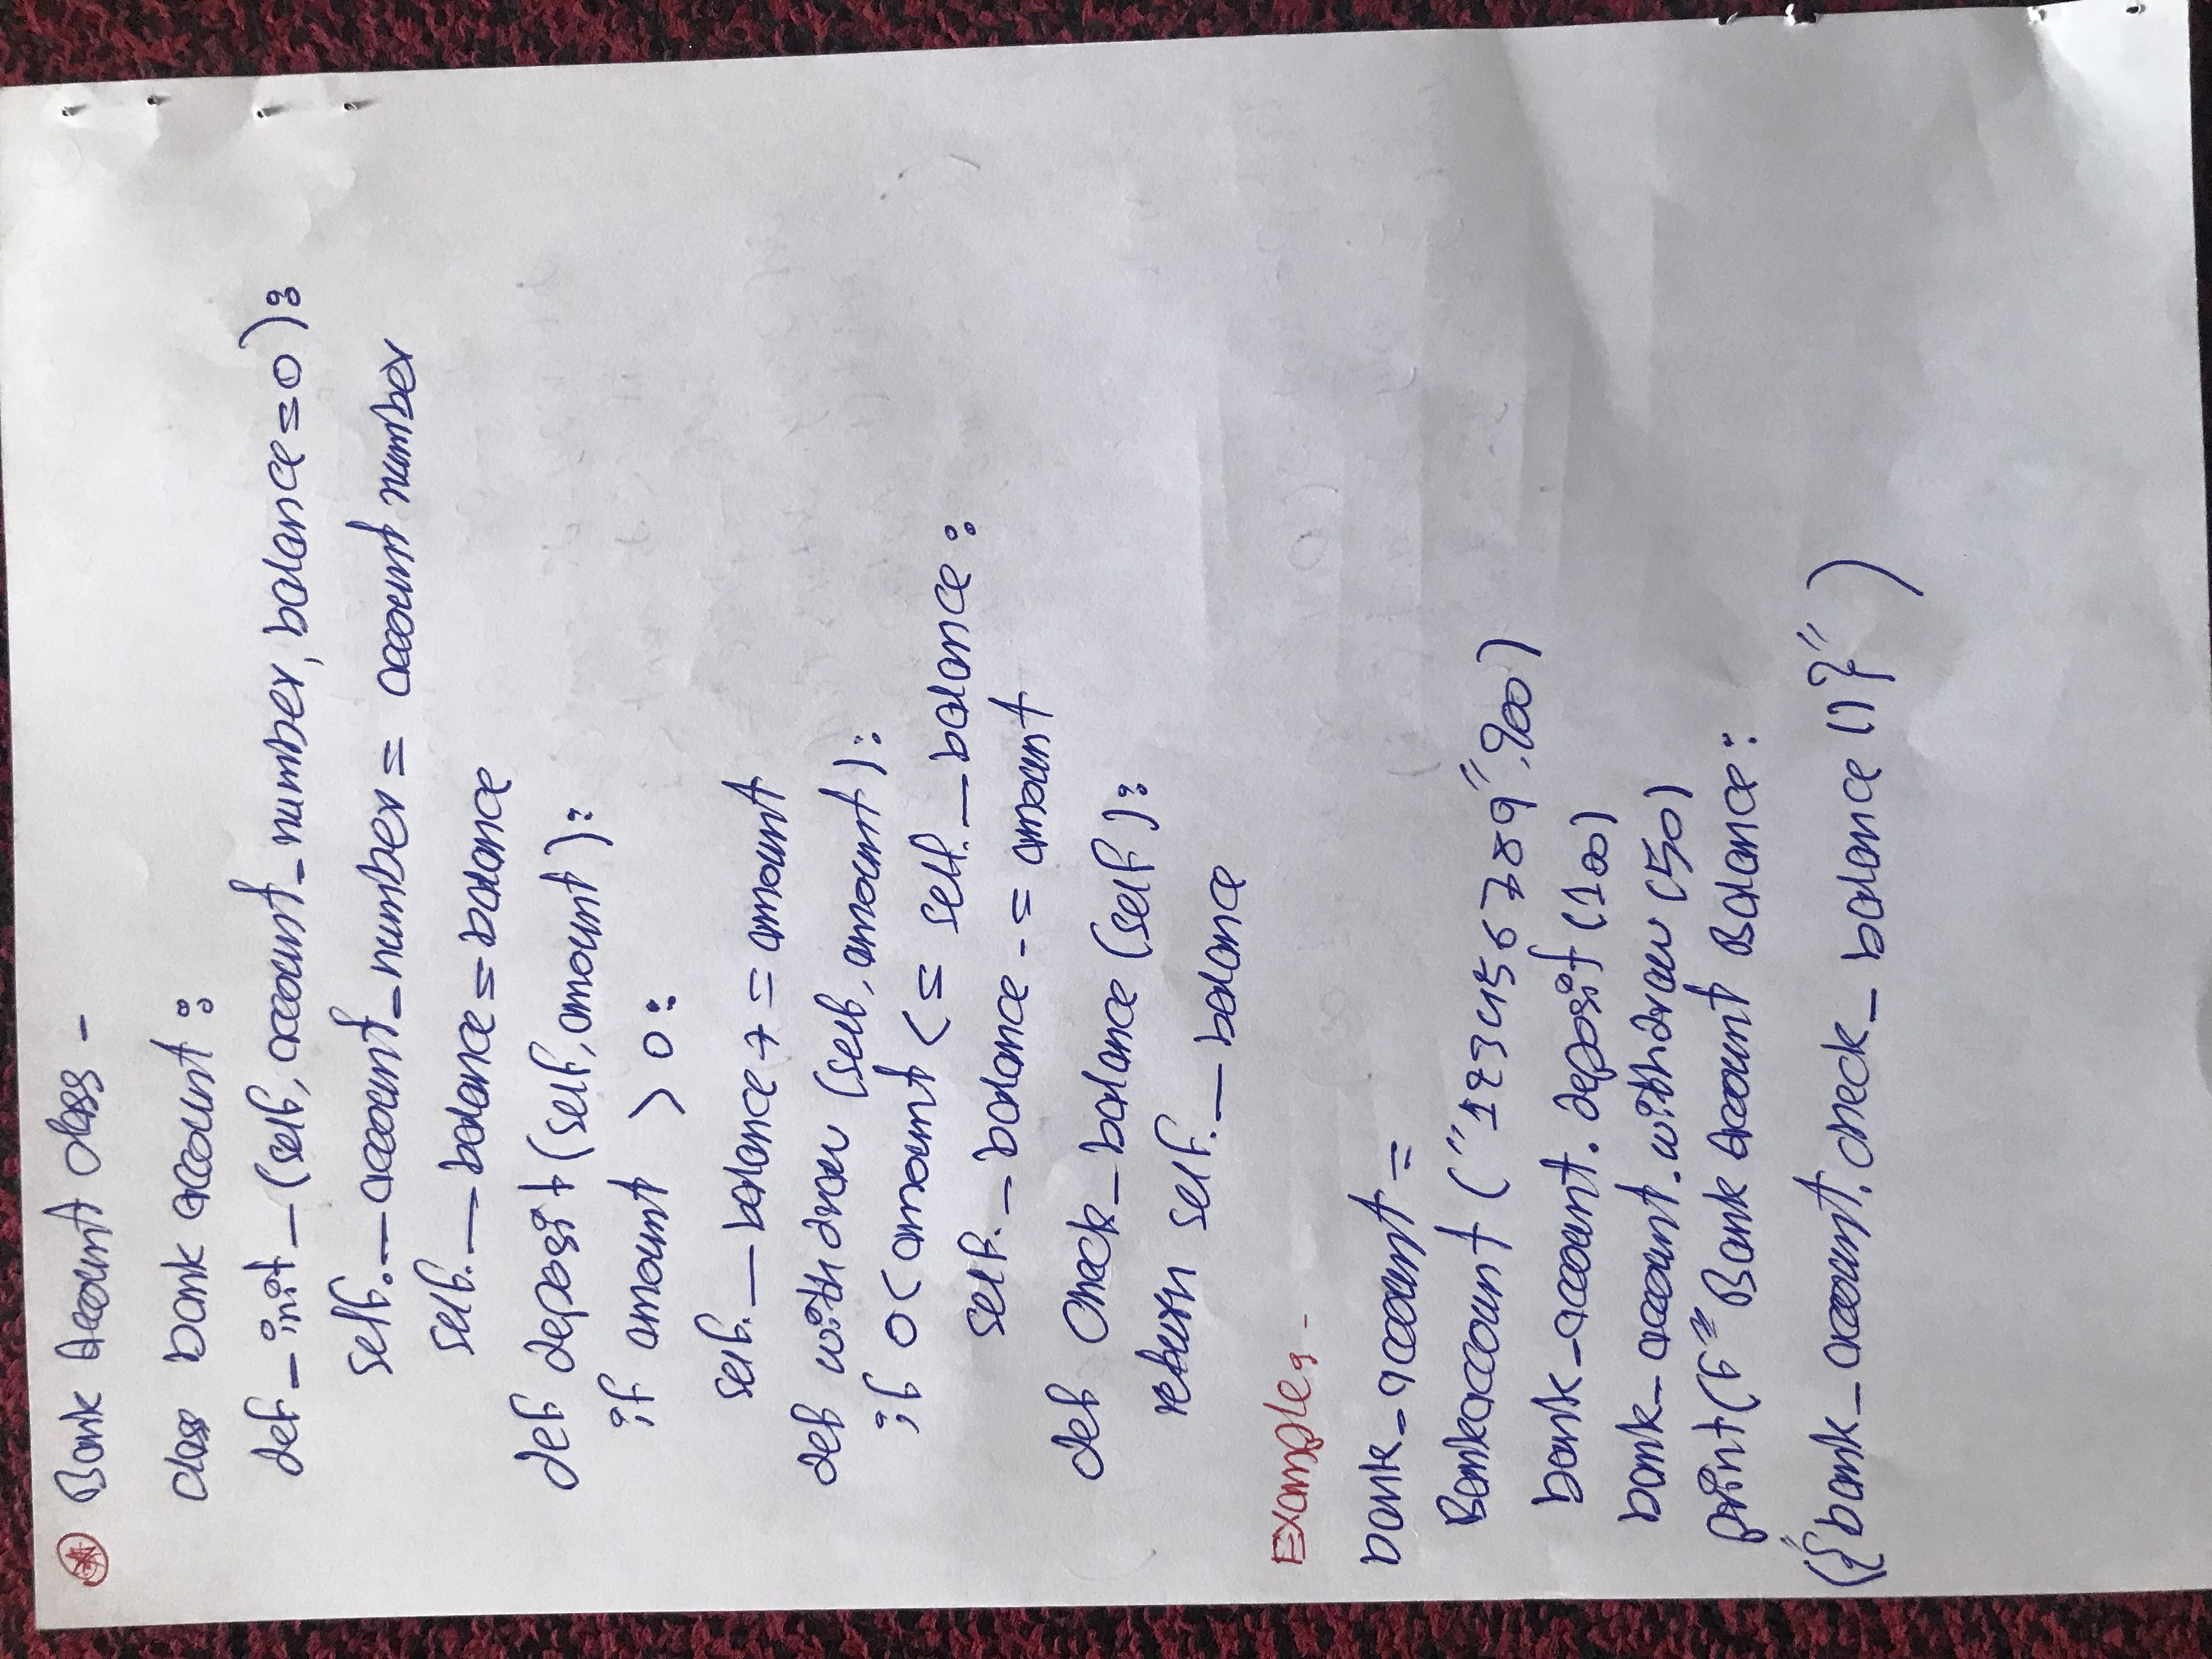 Bank Account class -
class bank account:
def _ init _ (self, account_number, balance=0):
self._account_number = account number
self._balance = balance
def deposit (self, amount):
if amount > 0:
self._balance += amount
def withdraw (self, amount):
if 0 < amount <= self._balance:
self._balance -= amount
def check_balance (self):
return self._balance
Example: -
bank_account =
Bankaccount ("123456789", 200)
bank_account. deposit (100)
bank_account. withdraw (50)
print(f" Bank Account Balance:
("{bank_account. check_balance ()}" )